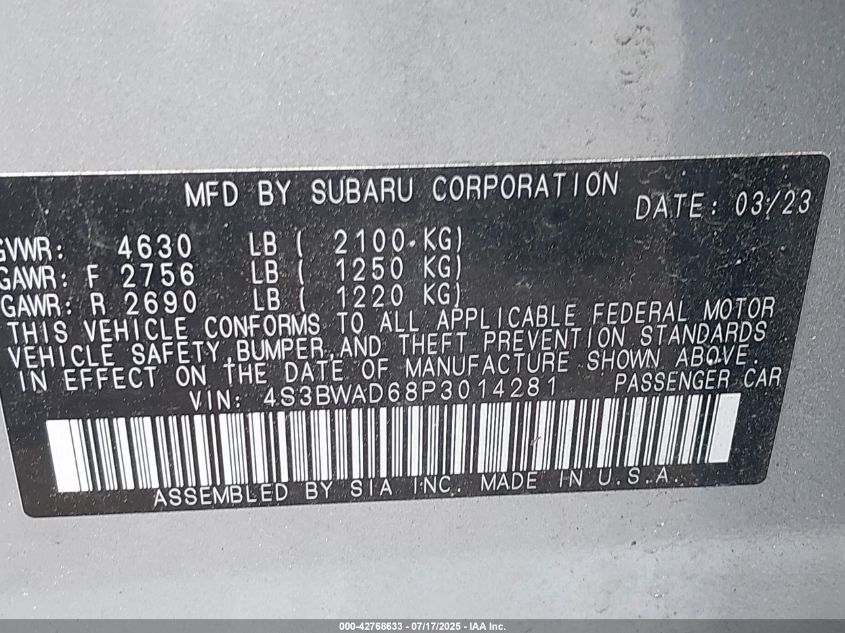 MFD BY SUBARU CORPORATION DATE: 03/23
GVWR: 4630 LB ( 2100 KG)
GAWR: F 2756 LB ( 1250 KG)
GAWR: R 2690 LB ( 1220 KG)
THIS VEHICLE CONFORMS TO ALL APPLICABLE FEDERAL MOTOR
VEHICLE SAFETY, BUMPER, AND THEFT PREVENTION STANDARDS
IN EFFECT ON THE DATE OF MANUFACTURE SHOWN ABOVE.
VIN: 4S3BWAD68P3014281 PASSENGER CAR
ASSEMBLED BY SIA INC. MADE IN U.S.A.
000-42768633 - 07/17/2025 - IAA Inc.